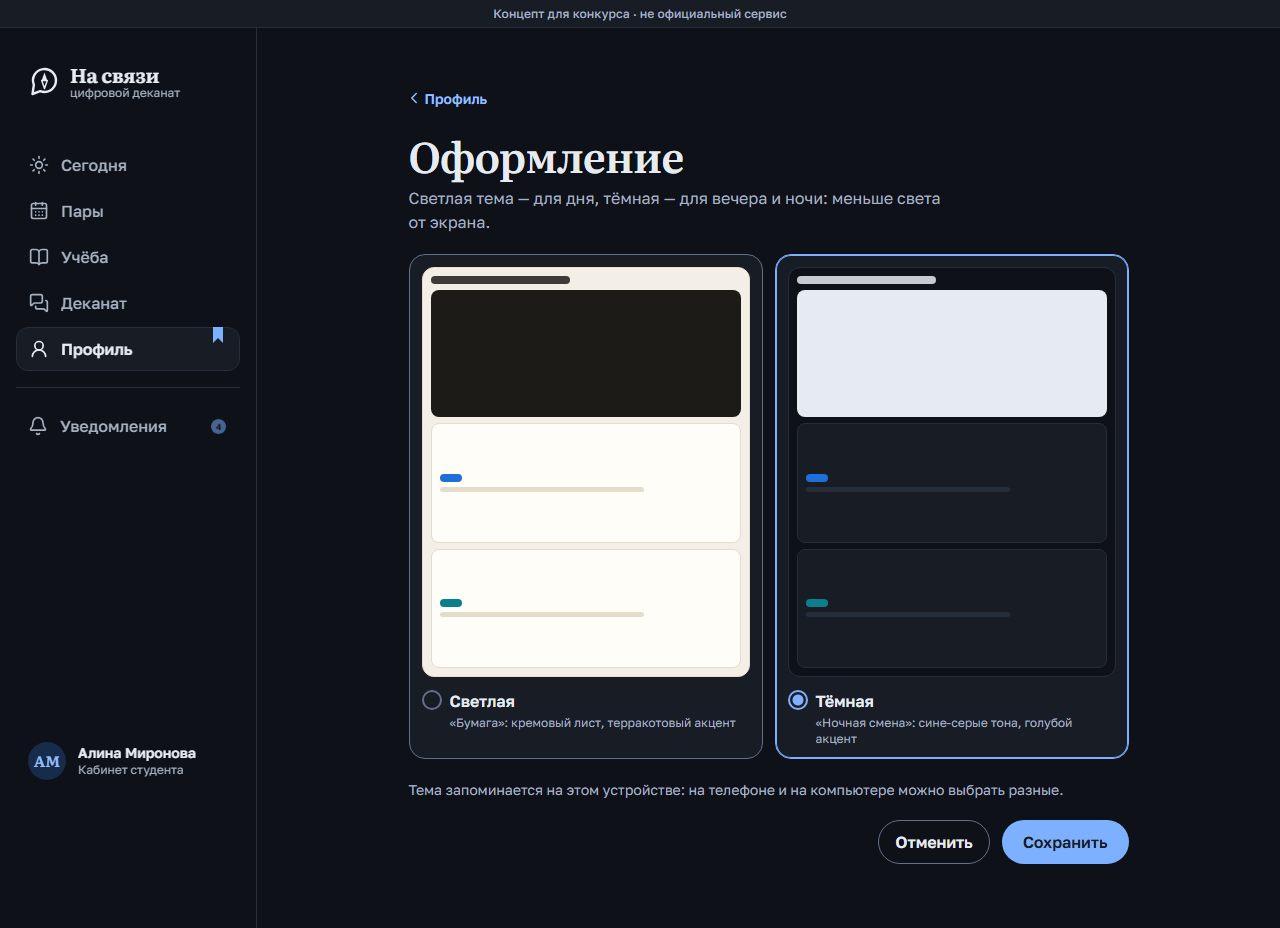 Концепт для конкурса · не официальный сервис
На связи
цифровой деканат
Сегодня
Пары
Учёба
Деканат
Профиль
Уведомления
4
АМ
Алина Миронова
Кабинет студента
Профиль
Оформление
Светлая тема — для дня, тёмная — для вечера и ночи: меньше света
от экрана.
Светлая
«Бумага»: кремовый лист, терракотовый акцент
Тёмная
«Ночная смена»: сине-серые тона, голубой
акцент
Тема запоминается на этом устройстве: на телефоне и на компьютере можно выбрать разные.
Отменить
Сохранить